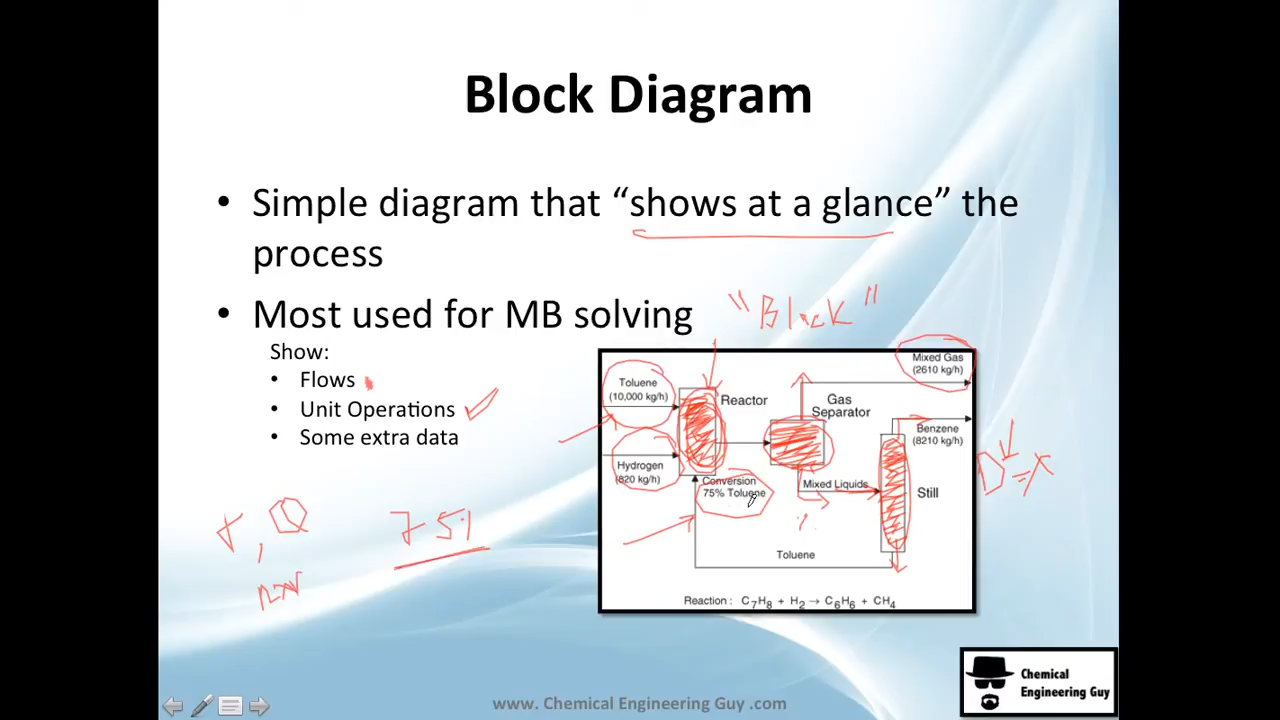 Block Diagram
• Simple diagram that “shows at a glance” the
process
• Most used for MB solving
"Block"
Show:
• Flows
• Unit Operations
• Some extra data
Mixed Gas
(2610 kg/h)
Toluene
(10,000 kg/h)
Reactor
Gas
Separator
Benzene
(8210 kg/h)
Hydrogen
(820 kg/h)
Conversion
75% Toluene
Mixed Liquids
Still
Toluene
Reaction : C7H8 + H2 → C6H6 + CH4
75%
Chemical
Engineering Guy
www. Chemical Engineering Guy .com